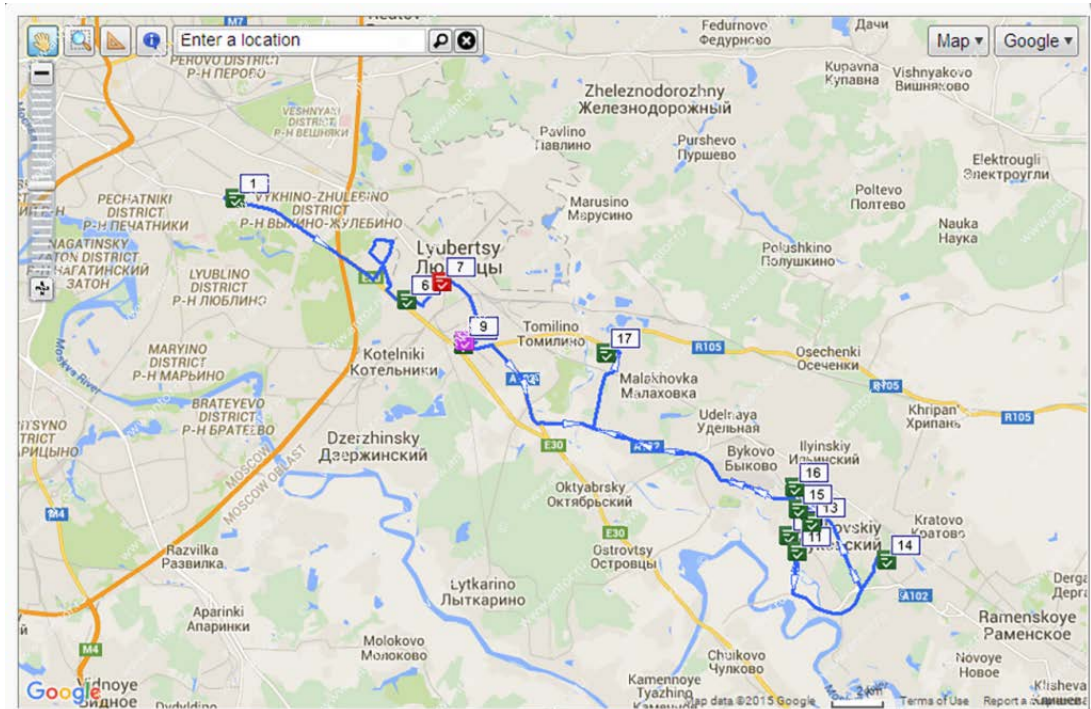 Enter a location
Map
Google
M7
Fedurnovo
Федурново
Дачи
PEROVO DISTRICT
Р-Н ПЕРОВО
Kupavna
Купавна
Vishnyakovo
Вишняково
VESHNYAKI
DISTRICT
Р-Н ВЕШНЯКИ
Zheleznodorozhny
Железнодорожный
Pavlino
Павлино
Purshevo
Пуршево
Elektrougli
Электроугли
1
PECHATNIKI
DISTRICT
Р-Н ПЕЧАТНИКИ
VYKHINO-ZHULEBINO
DISTRICT
Р-Н ВЫХИНО-ЖУЛЕБИНО
Marusino
Марусино
Poltevo
Полтево
Nauka
Наука
NAGATINSKY
ZATON DISTRICT
Р-Н НАГАТИНСКИЙ
ЗАТОН
Lyubertsy
7
Polushkino
Полушкино
LYUBLINO
DISTRICT
Р-Н ЛЮБЛИНО
6
9
Tomilino
Томилино
17
R105
Moskva River
MARYINO
DISTRICT
Р-Н МАРЬИНО
Kotelniki
Котельники
Malakhovka
Малаховка
Osechenki
Осеченки
BRATEYEVO
DISTRICT
Р-Н БРАТЕЕВО
Udelnaya
Удельная
Khripan'
Хрипань
R105
MOSCOW
MOSCOW OBLAST
Dzerzhinsky
Дзержинский
E30
Bykovo
Быково
Ilyinskiy
Ильинский
16
M4
Oktyabrsky
Октябрьский
15
13
Kratovo
Кратово
E30
11
14
Razvilka
Развилка
Ostrovtsy
Островцы
A102
Lytkarino
Лыткарино
Ramenskoye
Раменское
Aparinki
Апаринки
M4
Molokovo
Молоково
Chulkovo
Чулково
Novoye
Новое
Vidnoye
Видное
Kamennoye
Tyazhino
Google
Map data ©2015 Google
2 km
Terms of Use